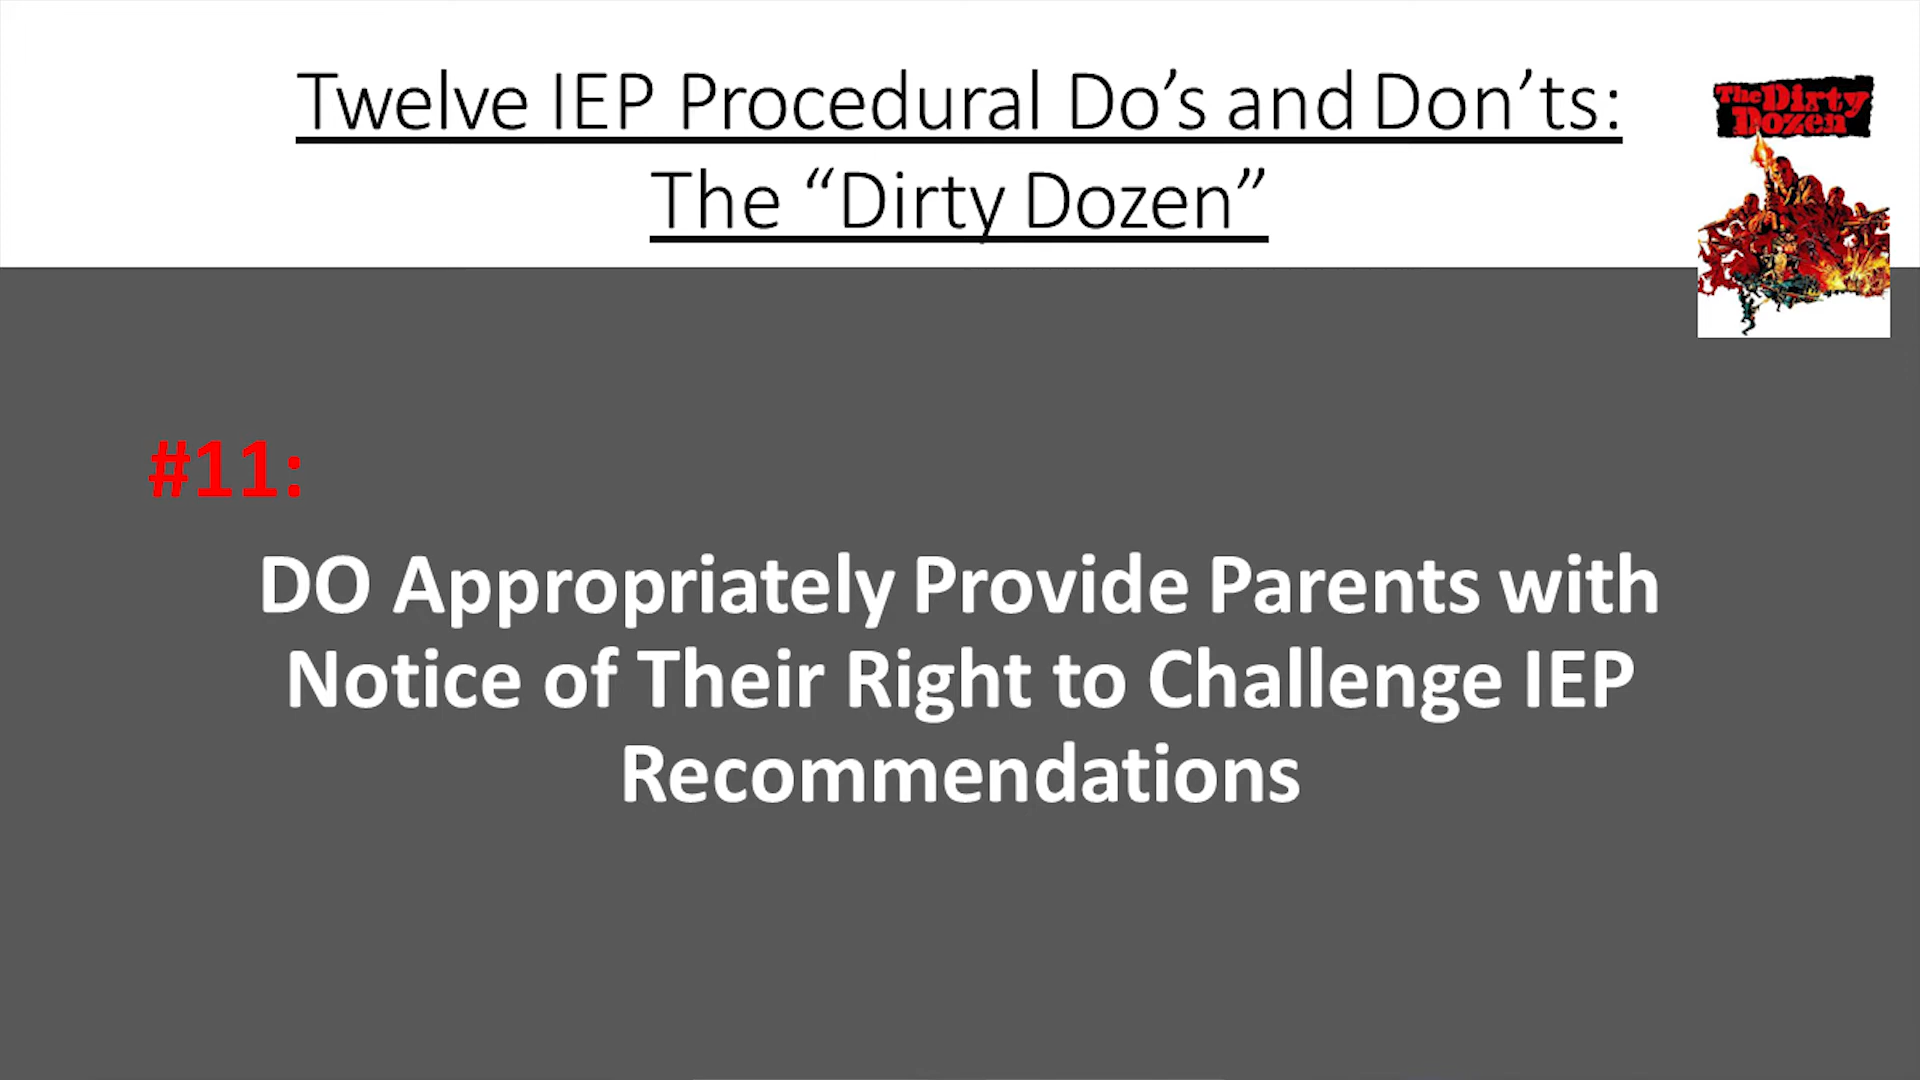 Twelve IEP Procedural Do’s and Don’ts:
The “Dirty Dozen”
The Dirty
Dozen
#11:
DO Appropriately Provide Parents with
Notice of Their Right to Challenge IEP
Recommendations